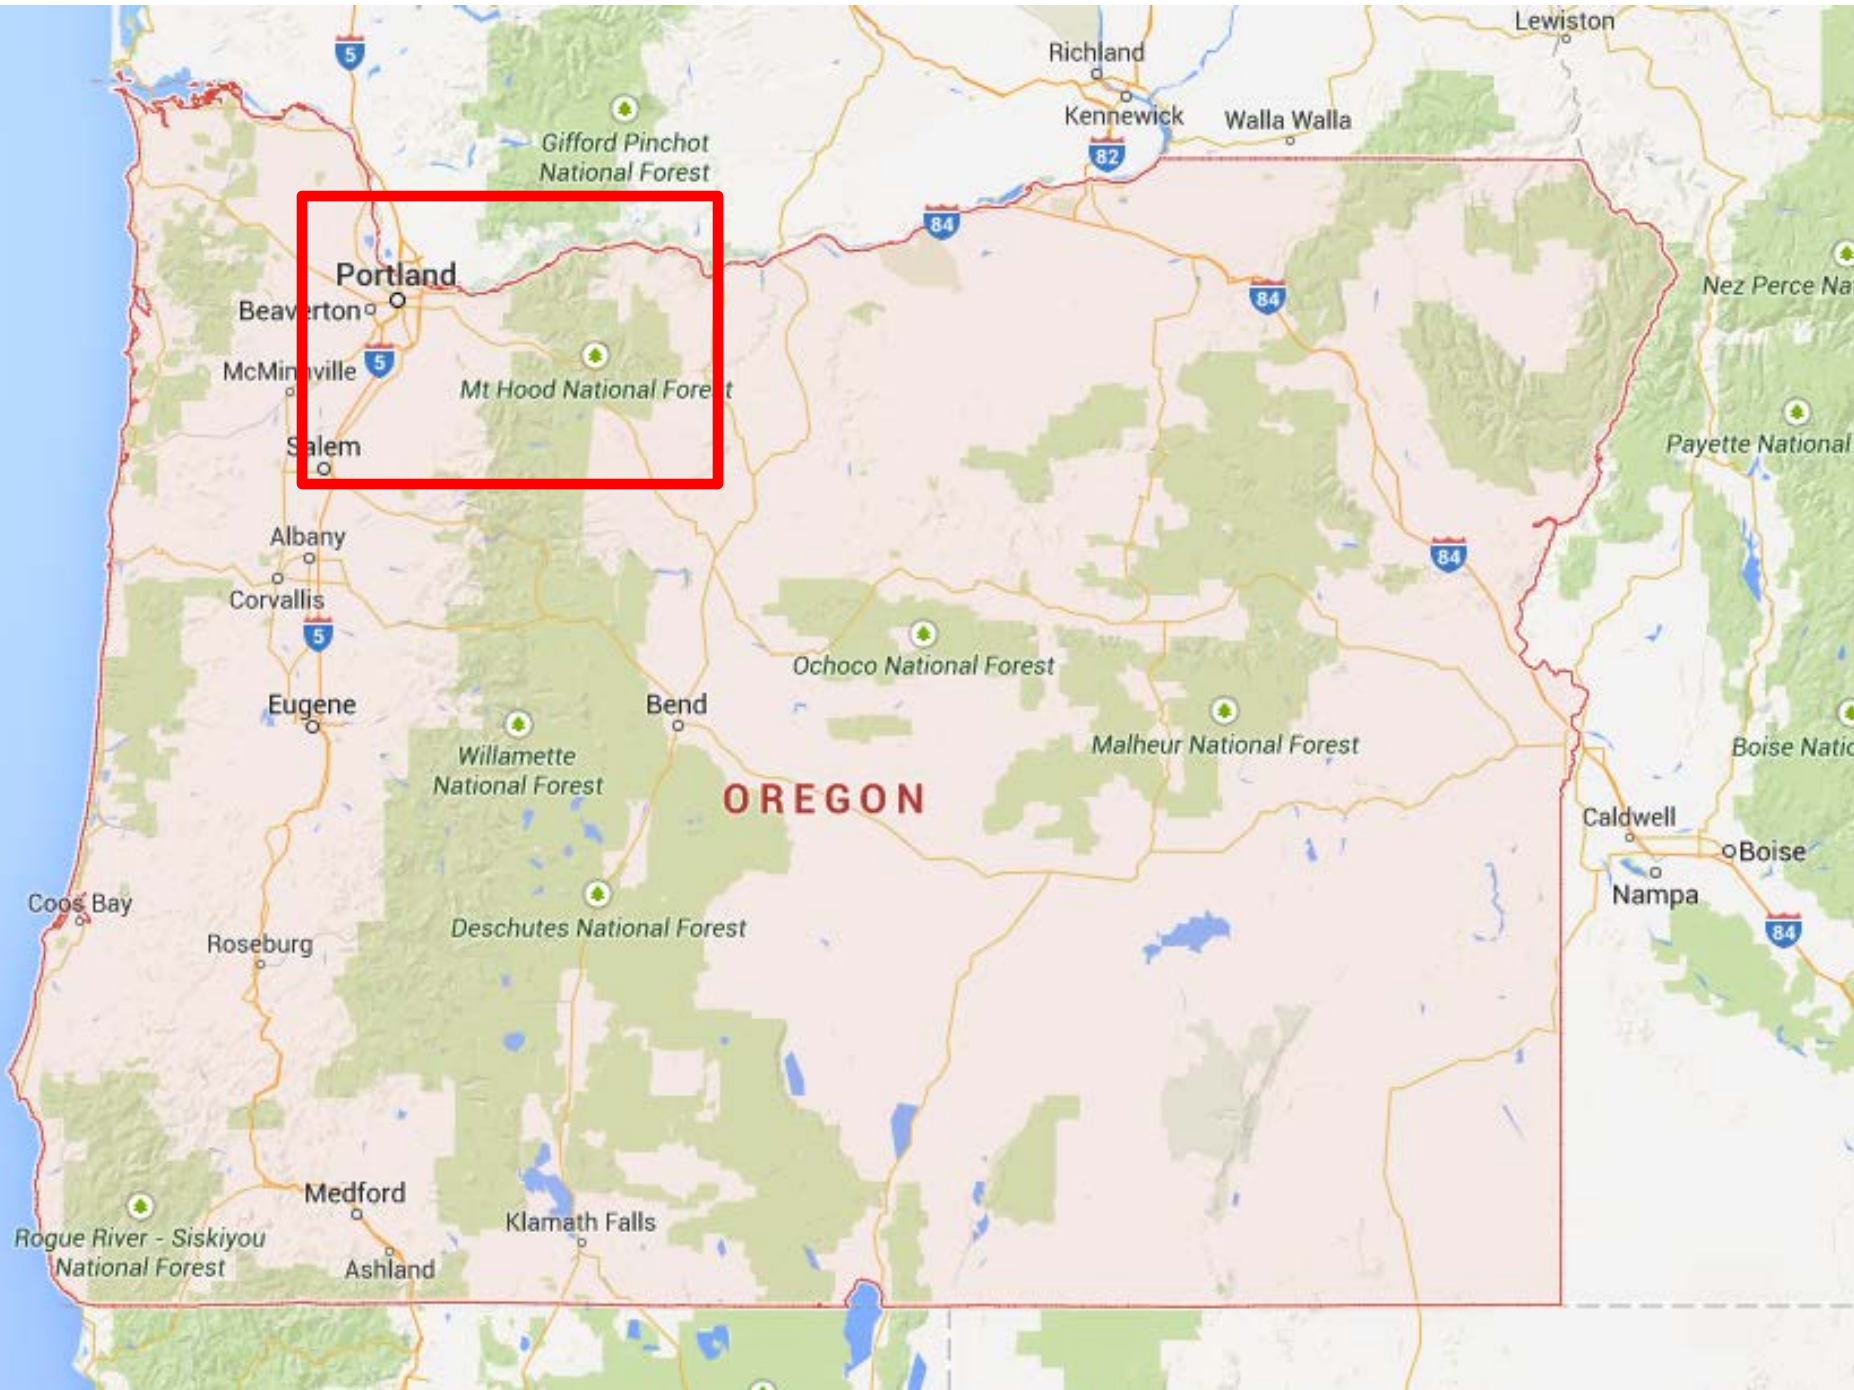 Lewiston
5
Richland
Kennewick
Walla Walla
Gifford Pinchot
National Forest
82
84
Portland
Beaverton
84
Nez Perce Na
5
McMinnville
Mt Hood National Forest
Salem
Payette National
Albany
84
Corvallis
5
Ochoco National Forest
Eugene
Bend
Willamette
National Forest
Malheur National Forest
Boise Natio
OREGON
Caldwell
Boise
Nampa
Coos Bay
Deschutes National Forest
84
Roseburg
Medford
Klamath Falls
Rogue River - Siskiyou
National Forest
Ashland